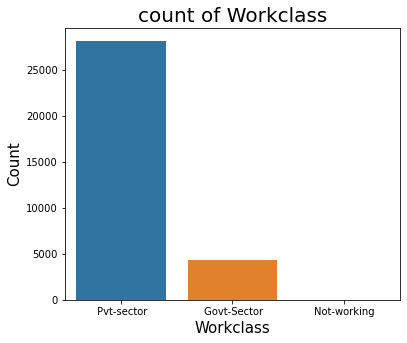 count of Workclass
25000
20000
15000
10000
5000
0
Count
Pvt-sector Govt-Sector Not-working
Workclass